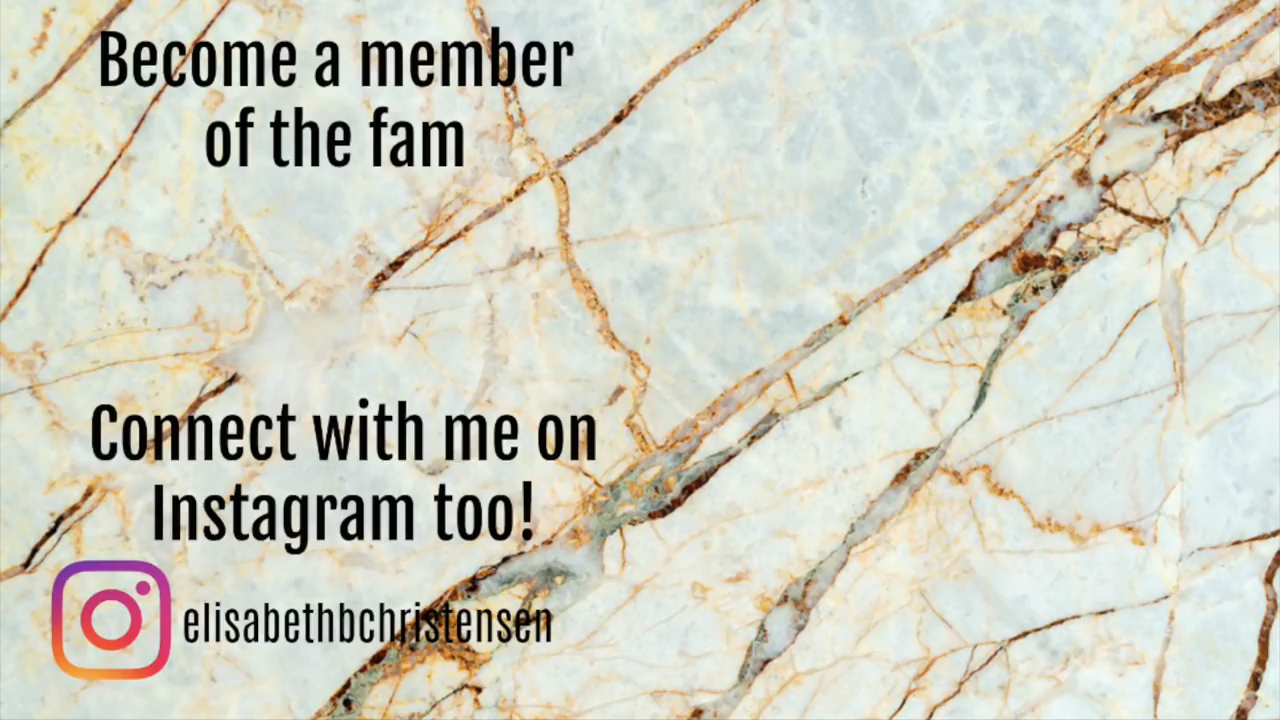 Become a member
of the fam
Connect with me on
Instagram too!
elisabethbchristensen